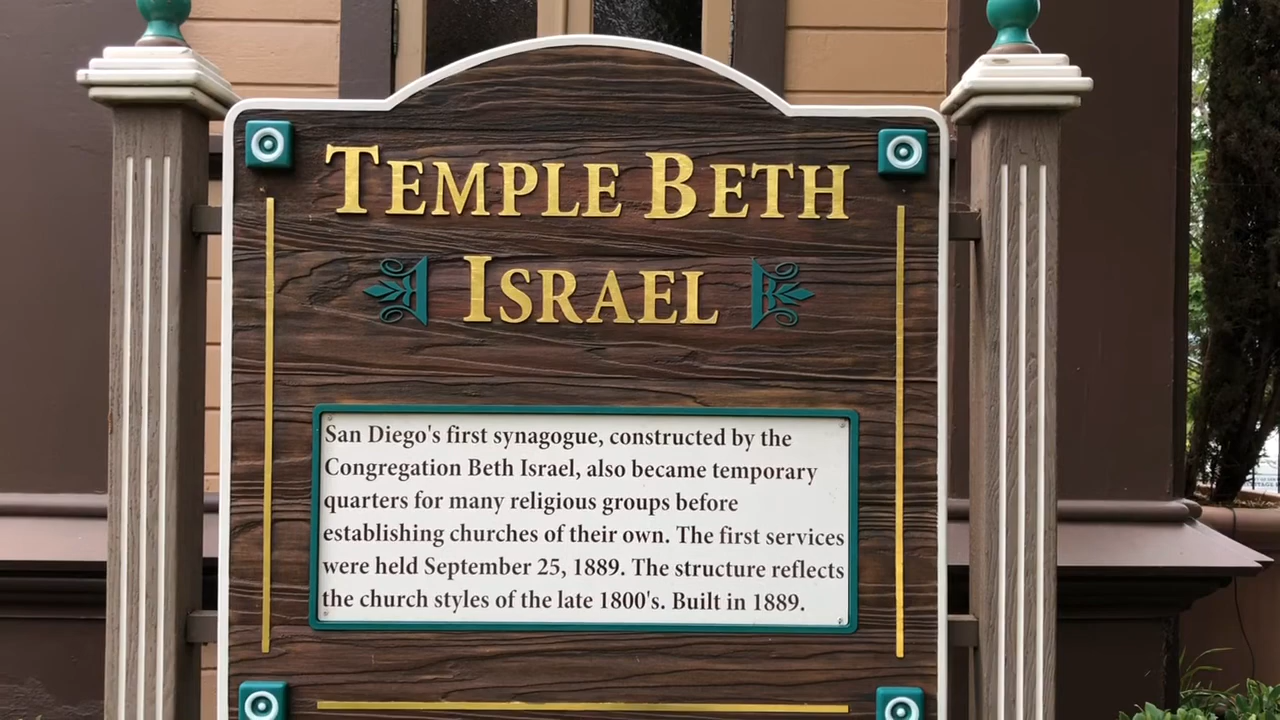 TEMPLE BETH
ISRAEL
San Diego's first synagogue, constructed by the
Congregation Beth Israel, also became temporary
quarters for many religious groups before
establishing churches of their own. The first services
were held September 25, 1889. The structure reflects
the church styles of the late 1800's. Built in 1889.